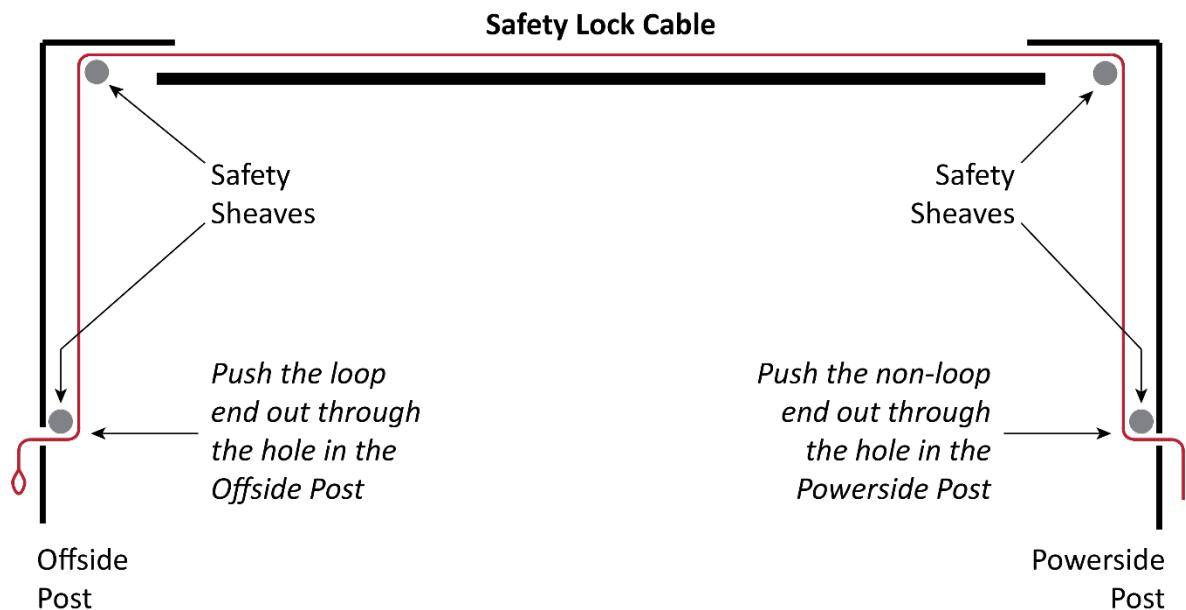 Safety Lock Cable
Safety
Sheaves
Safety
Sheaves
Push the loop
end out through
the hole in the
Offside Post
Push the non-loop
end out through
the hole in the
Powerside Post
Offside
Post
Powerside
Post